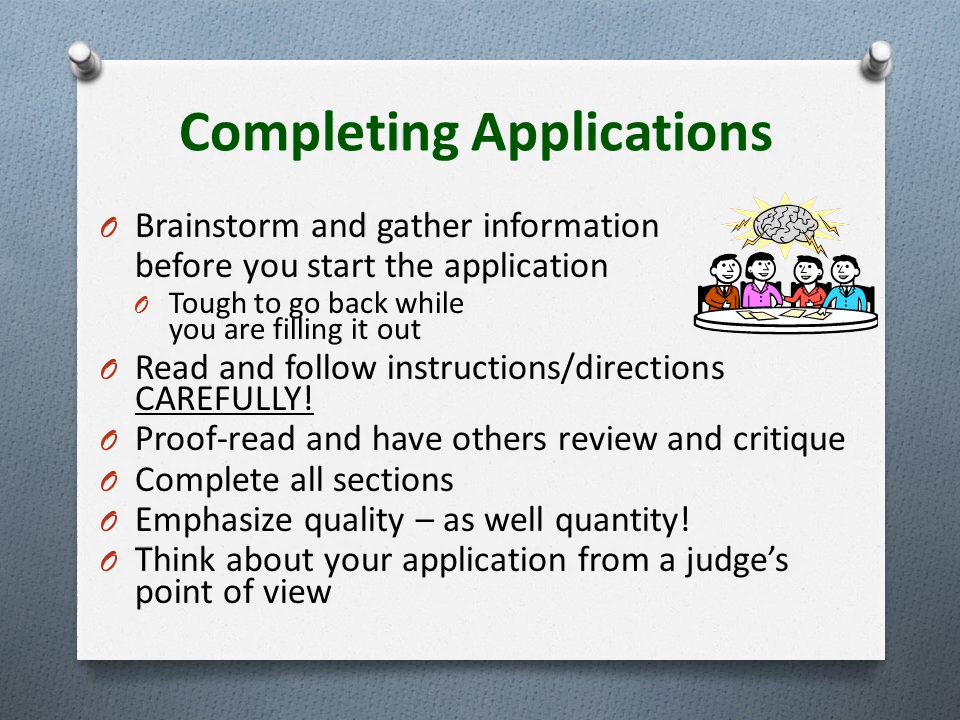 Completing Applications
Brainstorm and gather information
before you start the application
Tough to go back while
you are filling it out
Read and follow instructions/directions
CAREFULLY!
Proof-read and have others review and critique
Complete all sections
Emphasize quality – as well quantity!
Think about your application from a judge’s
point of view